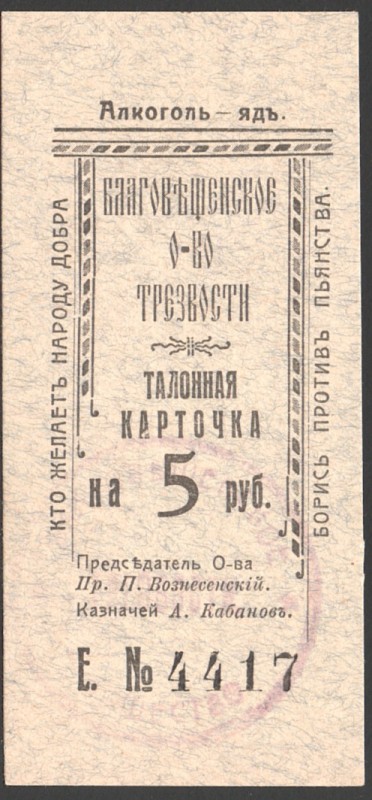 Алкоголь — ядъ.
КТО ЖЕЛАЕТЪ НАРОДУ ДОБРА
БЛАГОВѢЩЕНСКОЕ
О-ВО
ТРЕЗВОСТИ
ТАЛОННАЯ
КАРТОЧКА
на 5 руб.
БОРИСЬ ПРОТИВЪ ПЬЯНСТВА.
Предсѣдатель О-ва
Пр. П. Вознесенскій.
Казначей А. Кабановъ.
Е. № 4417